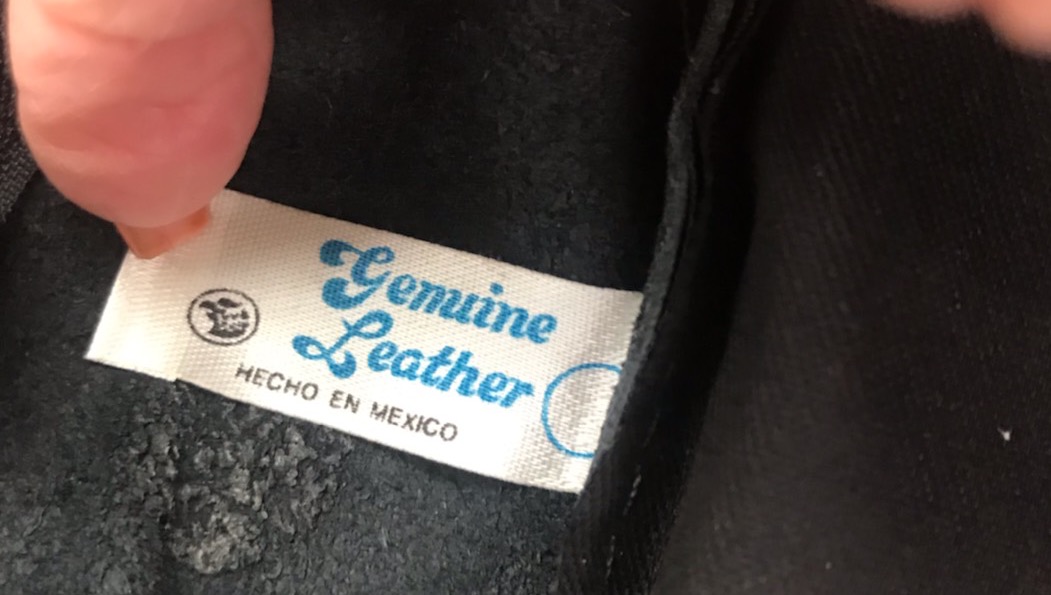 Genuine
Leather
HECHO EN MEXICO